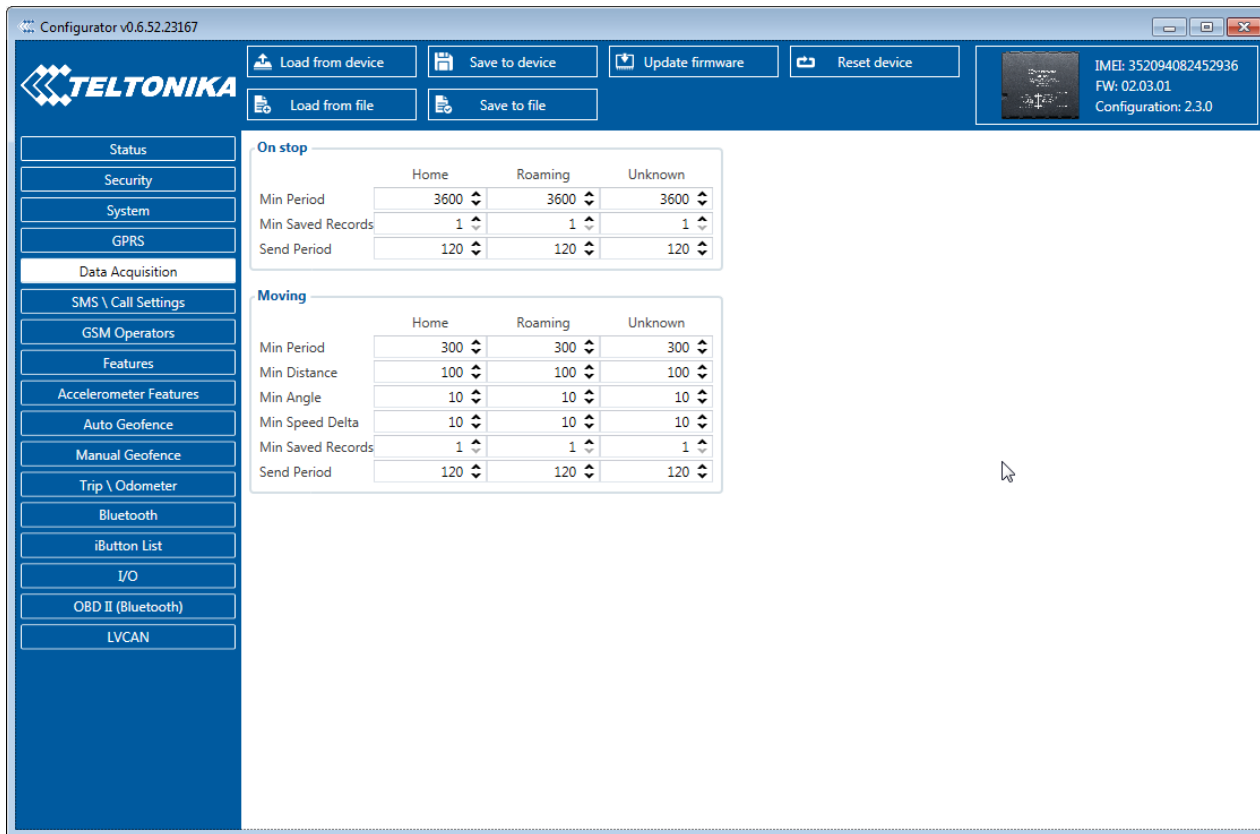 Configurator v0.6.52.23167
TELTONIKA
Load from device
Save to device
Update firmware
Reset device
Load from file
Save to file
IMEI: 352094082452936
FW: 02.03.01
Configuration: 2.3.0
Status
Security
System
GPRS
Data Acquisition
SMS \ Call Settings
GSM Operators
Features
Accelerometer Features
Auto Geofence
Manual Geofence
Trip \ Odometer
Bluetooth
iButton List
I/O
OBD II (Bluetooth)
LVCAN
On stop
Home Roaming Unknown
Min Period 3600 3600 3600
Min Saved Records 1 1 1
Send Period 120 120 120
Moving
Home Roaming Unknown
Min Period 300 300 300
Min Distance 100 100 100
Min Angle 10 10 10
Min Speed Delta 10 10 10
Min Saved Records 1 1 1
Send Period 120 120 120